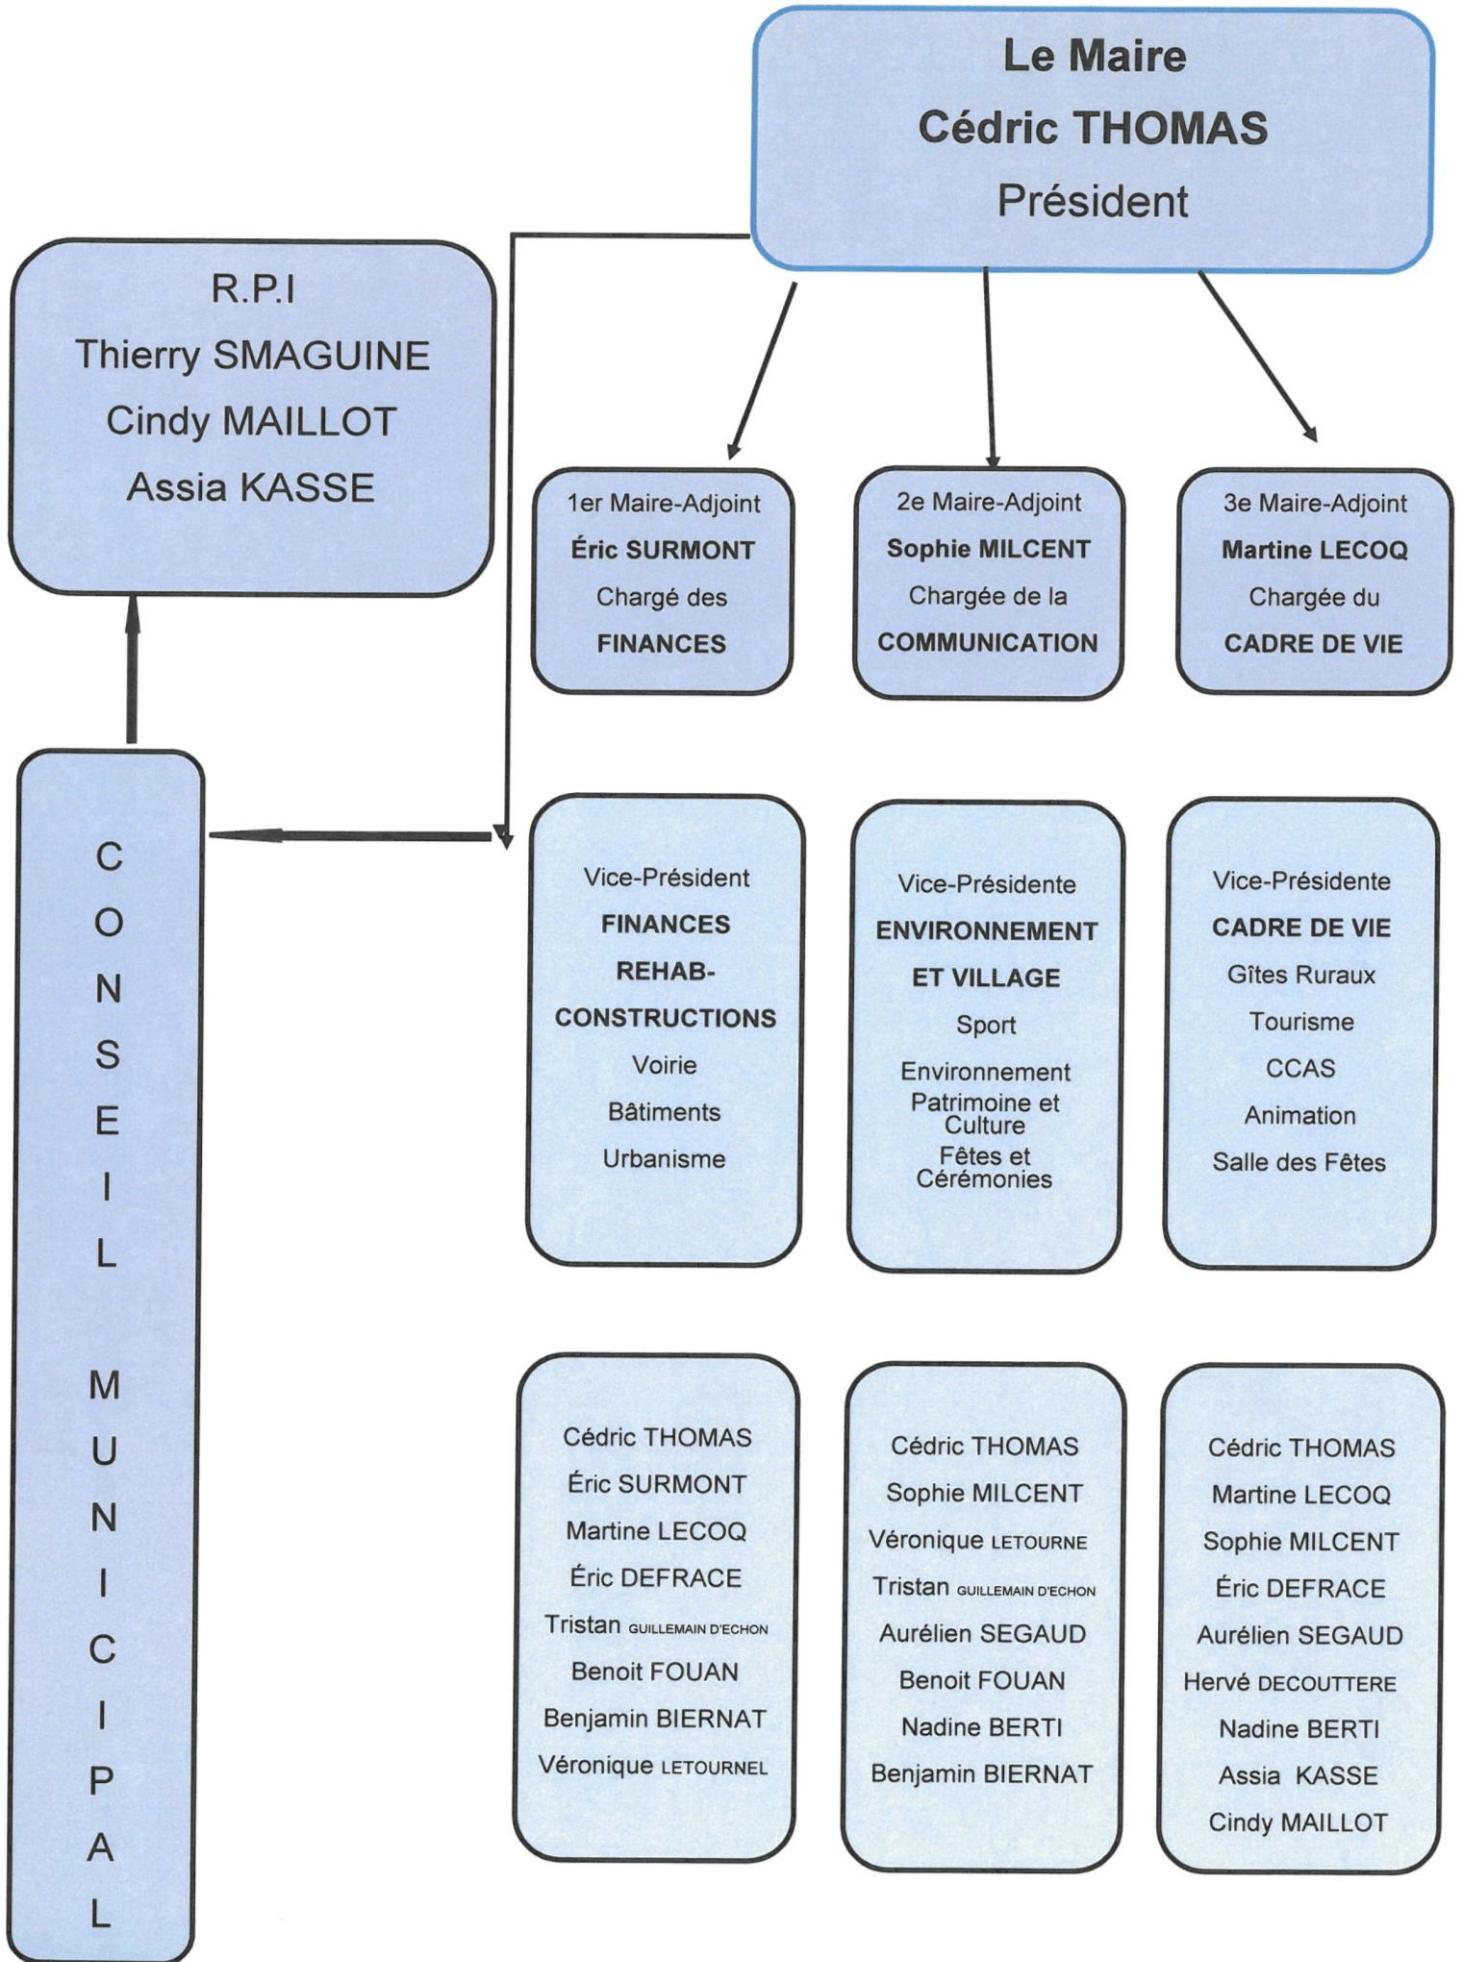 Le Maire
Cédric THOMAS
Président
R.P.I
Thierry SMAGUINE
Cindy MAILLOT
Assia KASSE
1er Maire-Adjoint
Éric SURMONT
Chargé des
FINANCES
2e Maire-Adjoint
Sophie MILCENT
Chargée de la
COMMUNICATION
3e Maire-Adjoint
Martine LECOQ
Chargée du
CADRE DE VIE
CONSEIL MUNICIPAL
Vice-Président
FINANCES
REHAB-
CONSTRUCTIONS
Voirie
Bâtiments
Urbanisme
Vice-Présidente
ENVIRONNEMENT
ET VILLAGE
Sport
Environnement
Patrimoine et
Culture
Fêtes et
Cérémonies
Vice-Présidente
CADRE DE VIE
Gîtes Ruraux
Tourisme
CCAS
Animation
Salle des Fêtes
Cédric THOMAS
Éric SURMONT
Martine LECOQ
Éric DEFRACE
Tristan GUILLEMAIN D'ECHON
Benoit FOUAN
Benjamin BIERNAT
Véronique LETOURNEL
Cédric THOMAS
Sophie MILCENT
Véronique LETOURNE
Tristan GUILLEMAIN D'ECHON
Aurélien SEGAUD
Benoit FOUAN
Nadine BERTI
Benjamin BIERNAT
Cédric THOMAS
Martine LECOQ
Sophie MILCENT
Éric DEFRACE
Aurélien SEGAUD
Hervé DECOUTTERE
Nadine BERTI
Assia KASSE
Cindy MAILLOT